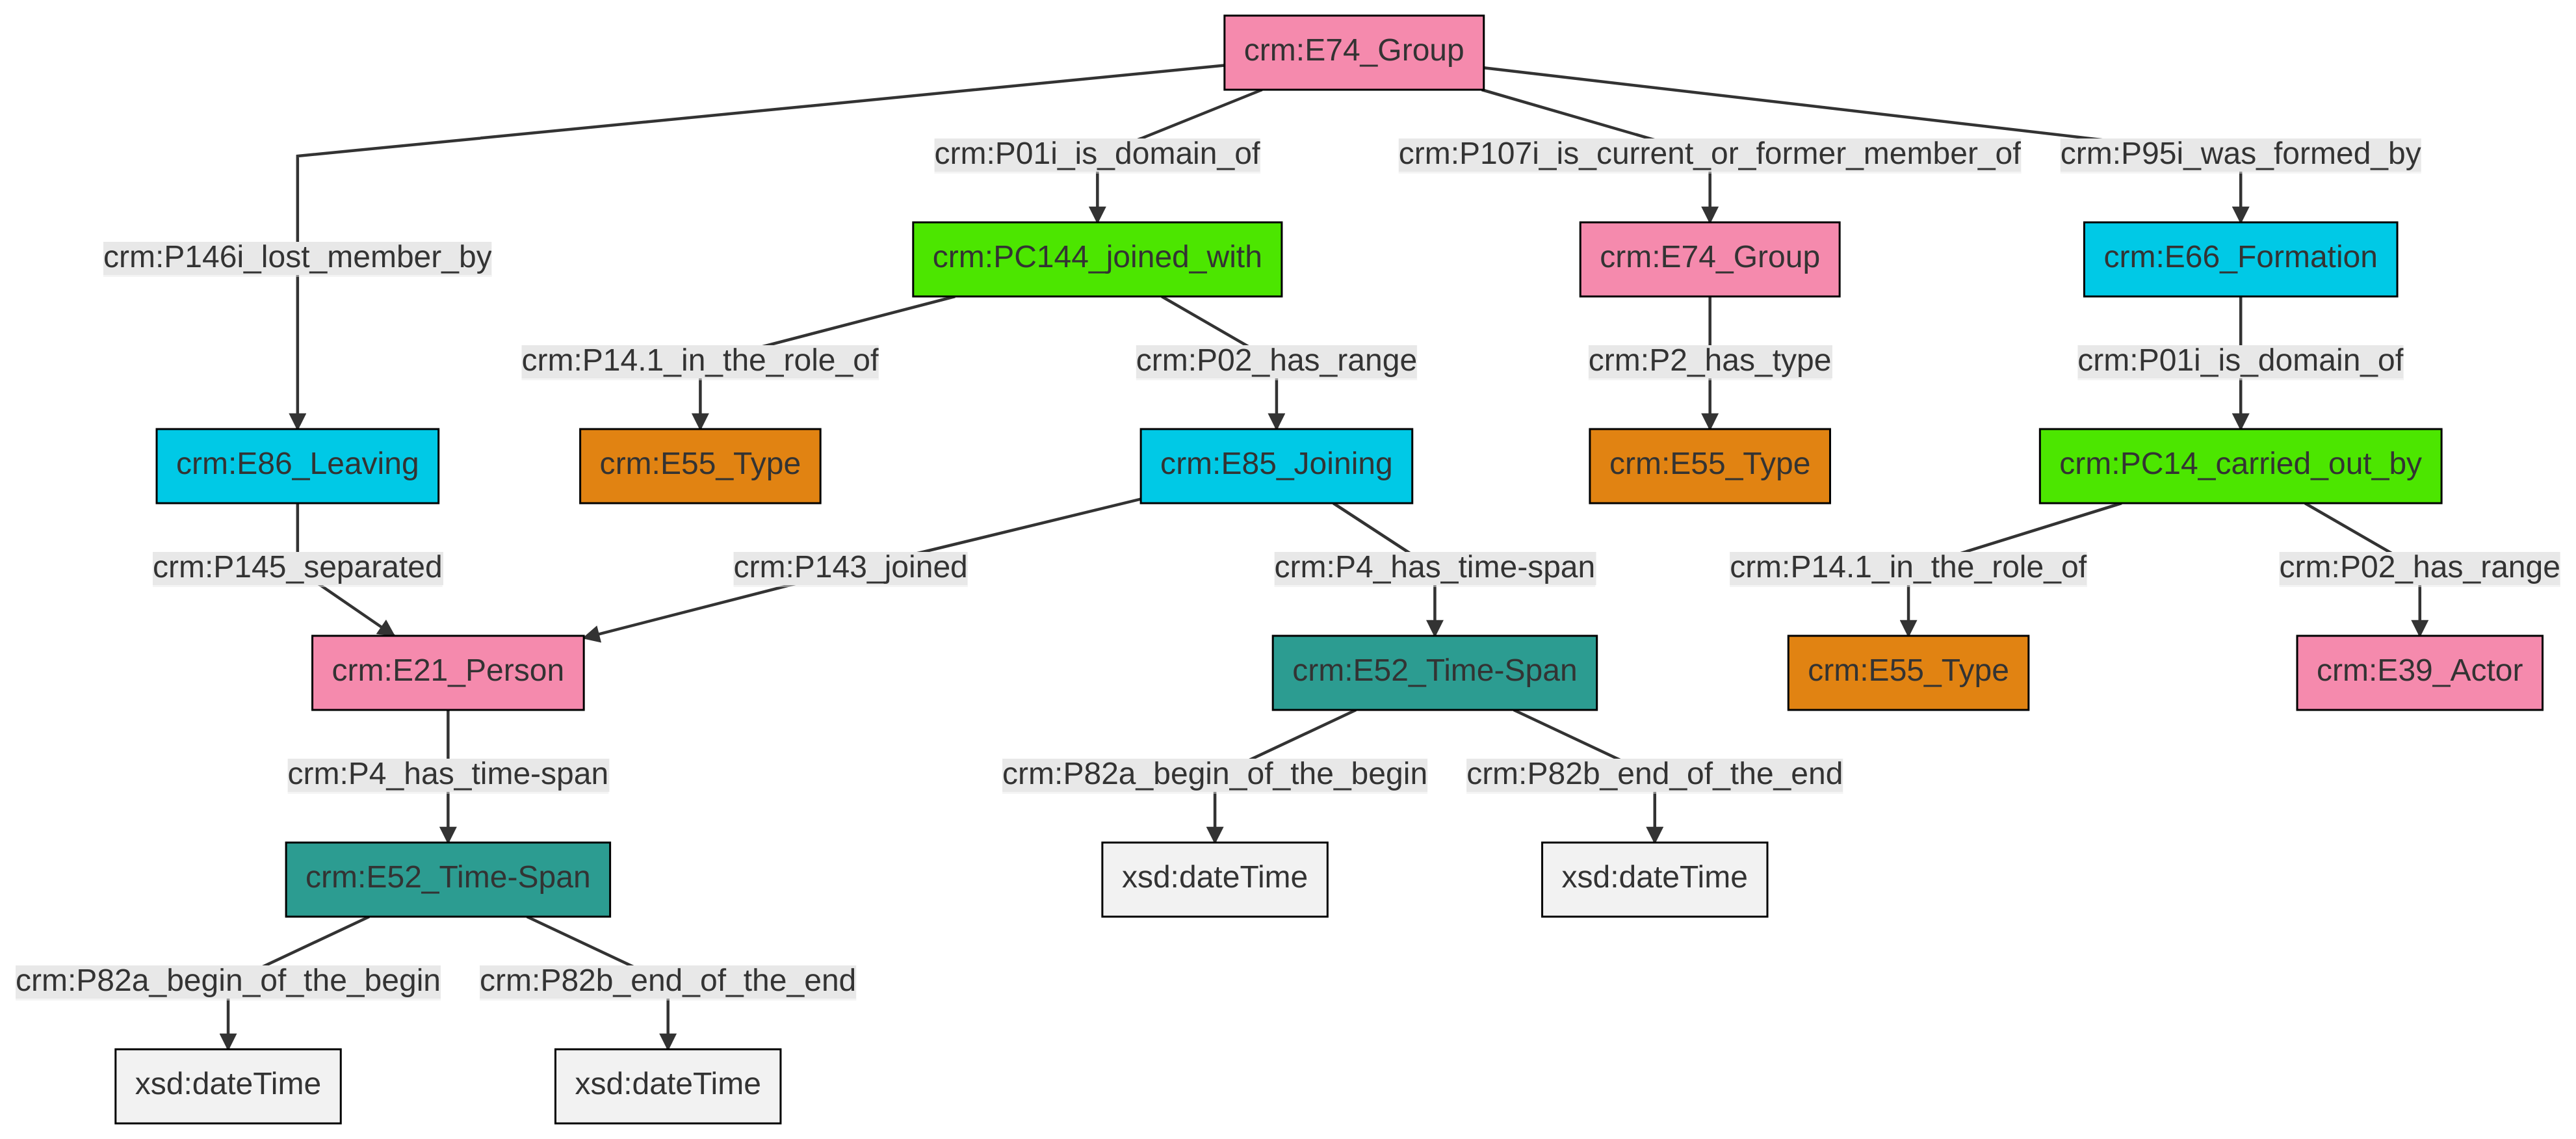 crm:E74_Group
crm:P01i_is_domain_of
crm:P107i_is_current_or_former_member_of
crm:P95i_was_formed_by
crm:P146i_lost_member_by
crm:PC144_joined_with
crm:E74_Group
crm:E66_Formation
crm:P14.1_in_the_role_of
crm:P02_has_range
crm:P2_has_type
crm:P01i_is_domain_of
crm:E86_Leaving
crm:E55_Type
crm:E85_Joining
crm:E55_Type
crm:PC14_carried_out_by
crm:P145_separated
crm:P143_joined
crm:P4_has_time-span
crm:P14.1_in_the_role_of
crm:P02_has_range
crm:E21_Person
crm:E52_Time-Span
crm:E55_Type
crm:E39_Actor
crm:P4_has_time-span
crm:P82a_begin_of_the_begin
crm:P82b_end_of_the_end
crm:E52_Time-Span
xsd:dateTime
xsd:dateTime
crm:P82a_begin_of_the_begin
crm:P82b_end_of_the_end
xsd:dateTime
xsd:dateTime